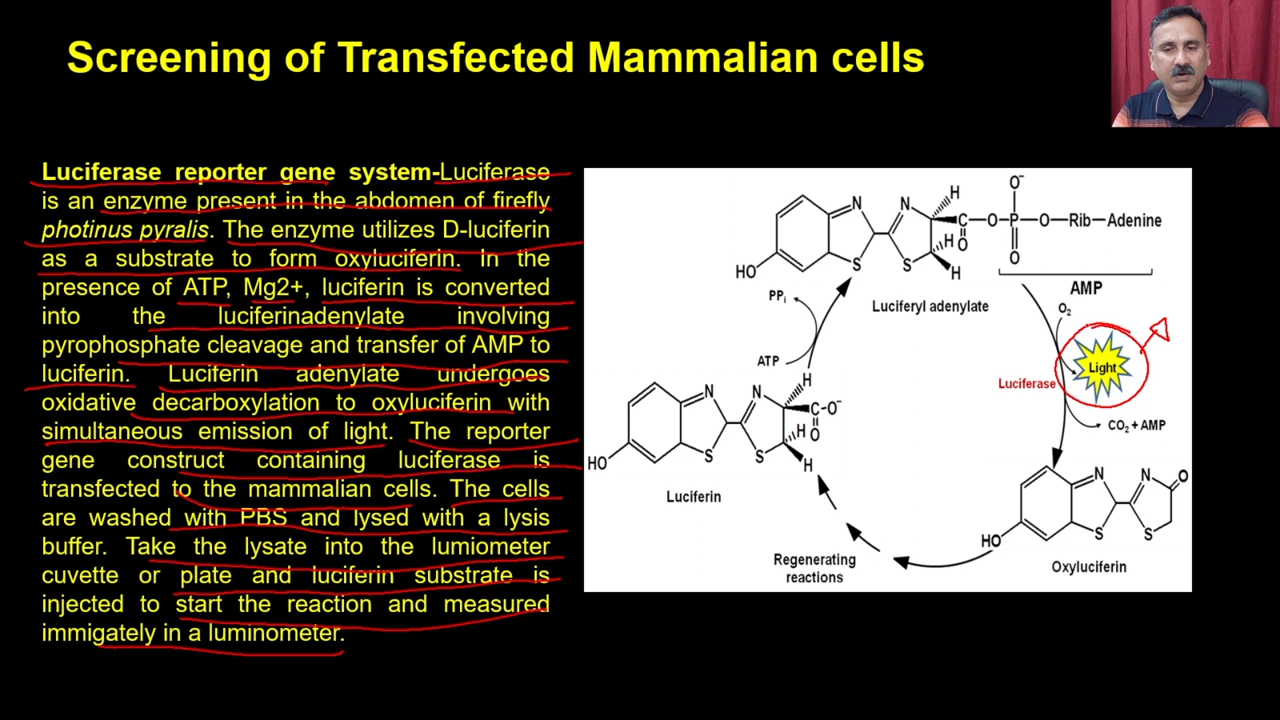 Screening of Transfected Mammalian cells
Luciferase reporter gene system-Luciferase
is an enzyme present in the abdomen of firefly
photinus pyralis. The enzyme utilizes D-luciferin
as a substrate to form oxyluciferin. In the
presence of ATP, Mg2+, luciferin is converted
into the luciferinadenylate involving
pyrophosphate cleavage and transfer of AMP to
luciferin. Luciferin adenylate undergoes
oxidative decarboxylation to oxyluciferin with
simultaneous emission of light. The reporter
gene construct containing luciferase is
transfected to the mammalian cells. The cells
are washed with PBS and lysed with a lysis
buffer. Take the lysate into the lumiometer
cuvette or plate and luciferin substrate is
injected to start the reaction and measured
immigately in a luminometer.
H
O-
N
N
C-O-P-O-Rib-Adenine
O
H
HO
S
S
H
O
Luciferyl adenylate
AMP
PPi
O2
ATP
Light
Luciferase
CO2 + AMP
H
N
N
C-O-
O
H
HO
S
S
H
Luciferin
N
N
O
HO
S
S
Oxyluciferin
Regenerating
reactions